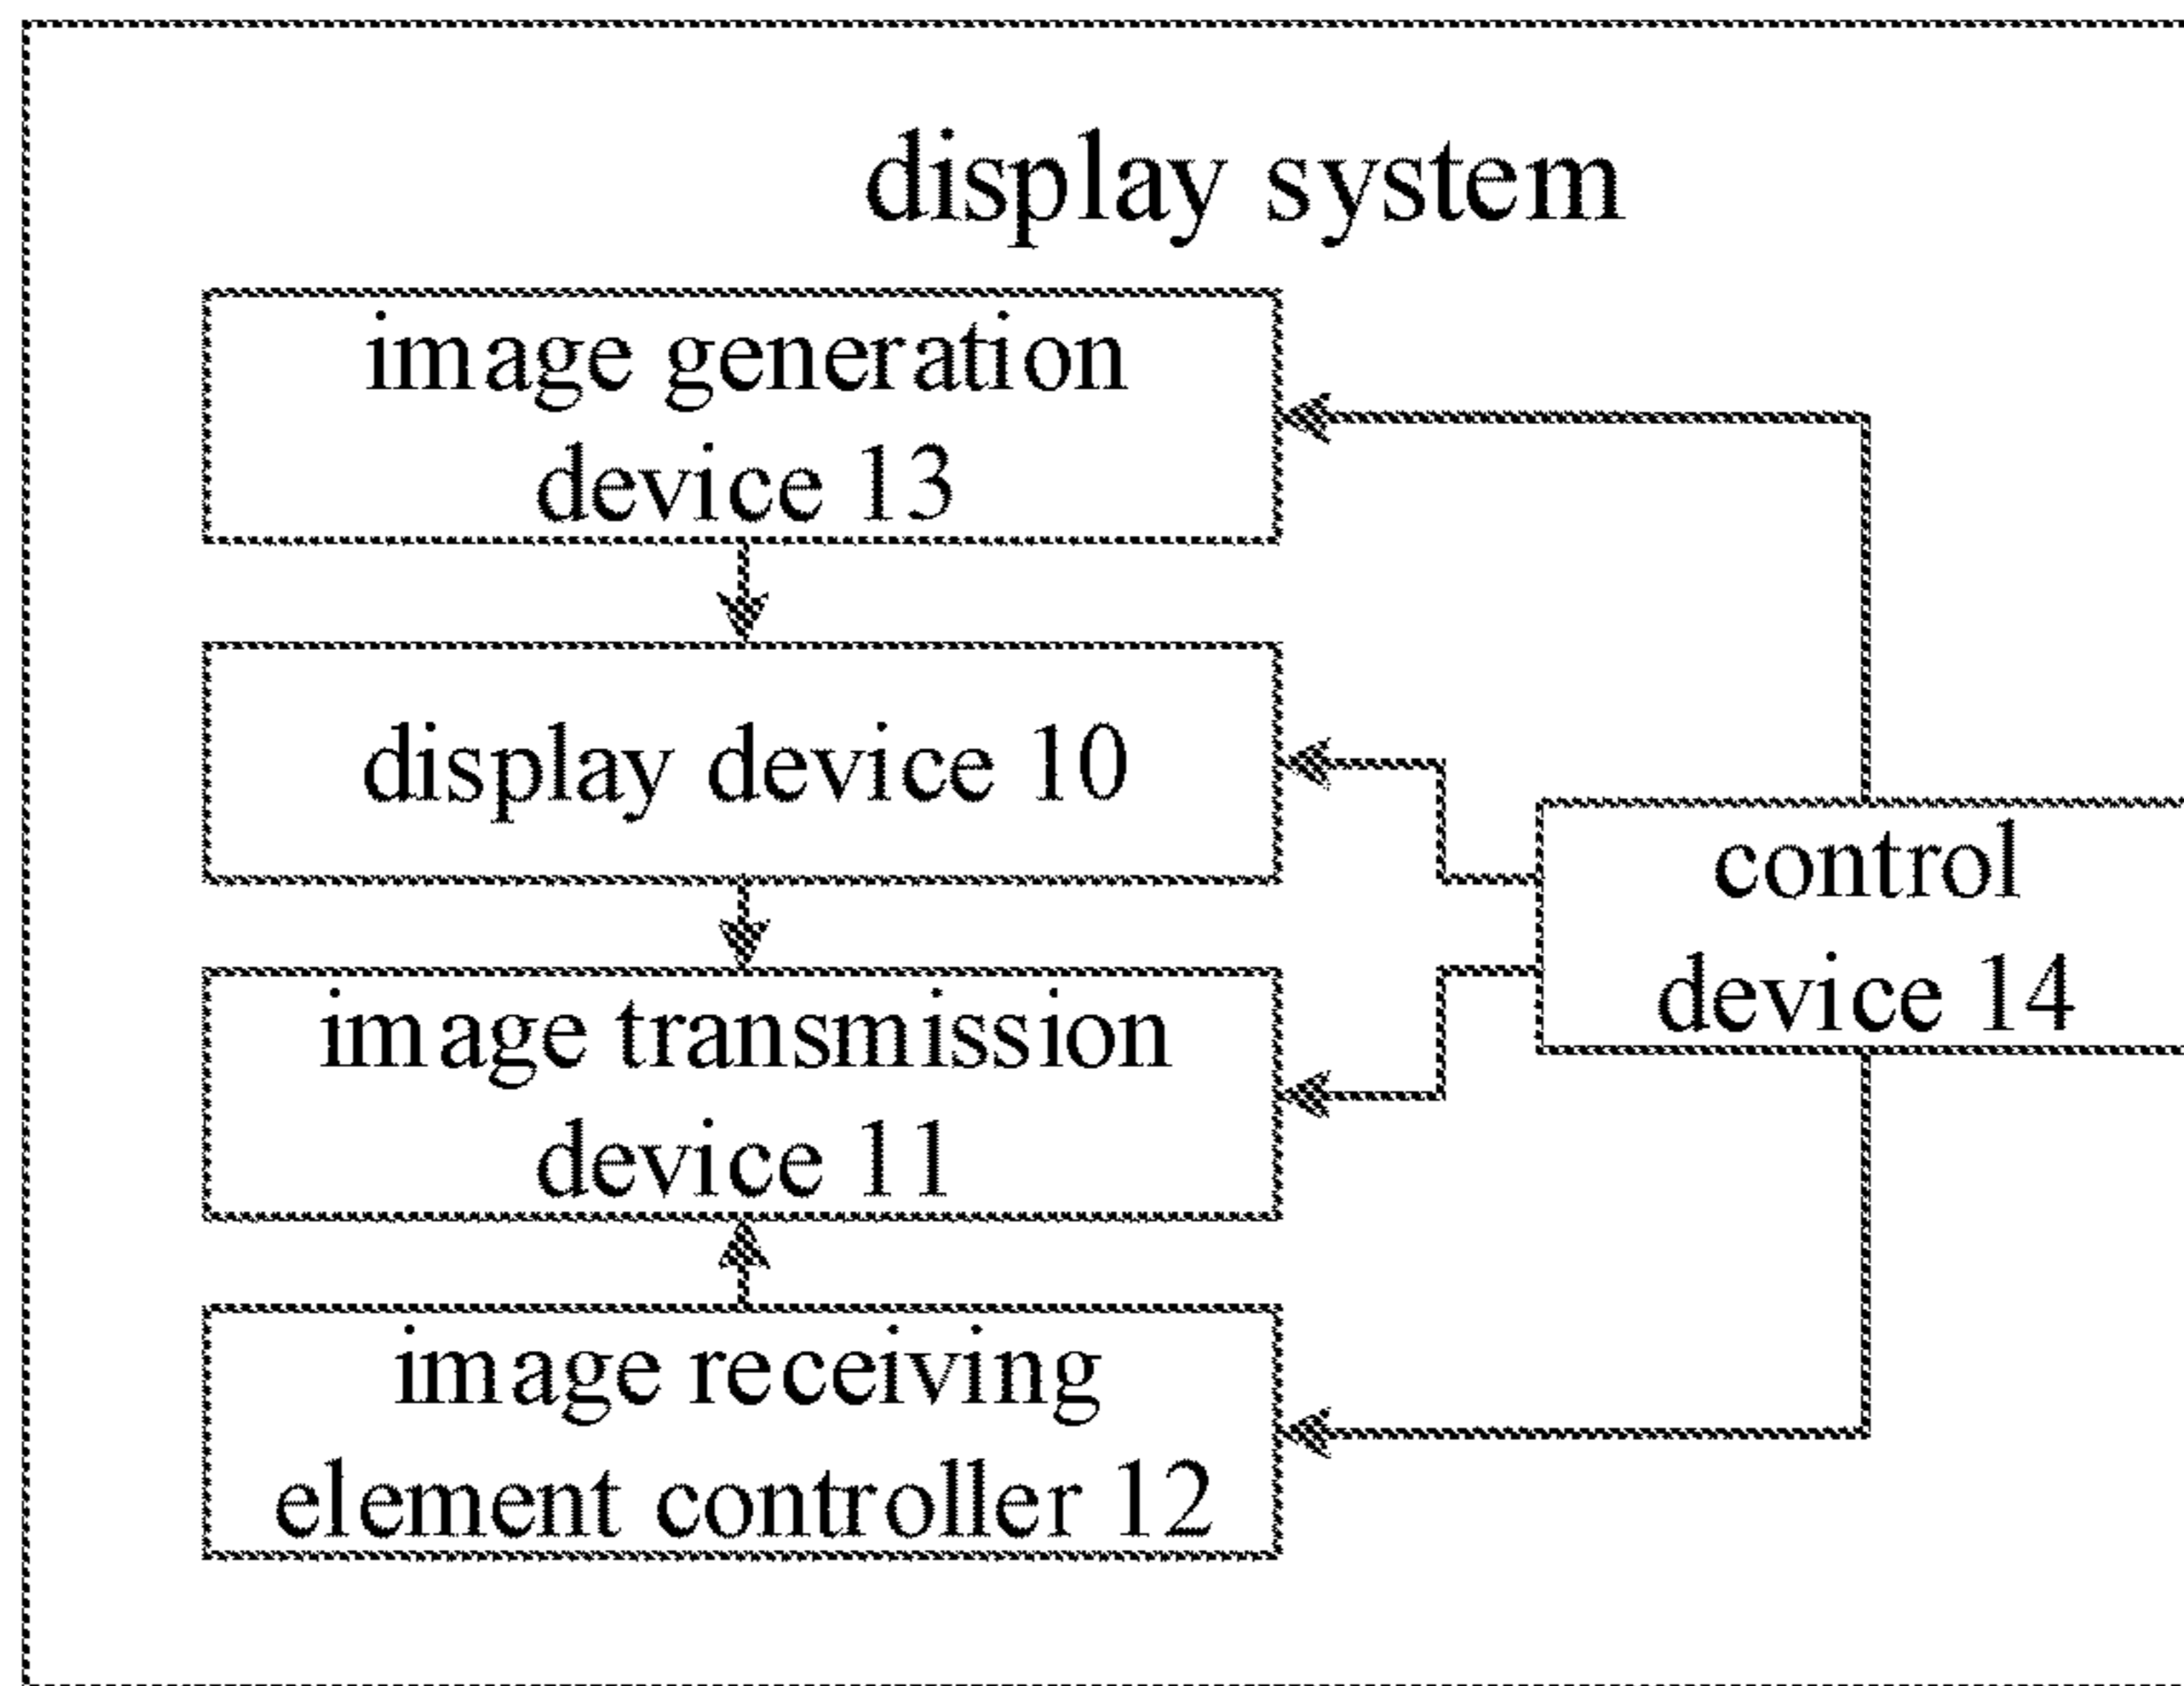 display system
image generation
device 13
display device 10
control
device 14
image transmission
device 11
image receiving
element controller 12